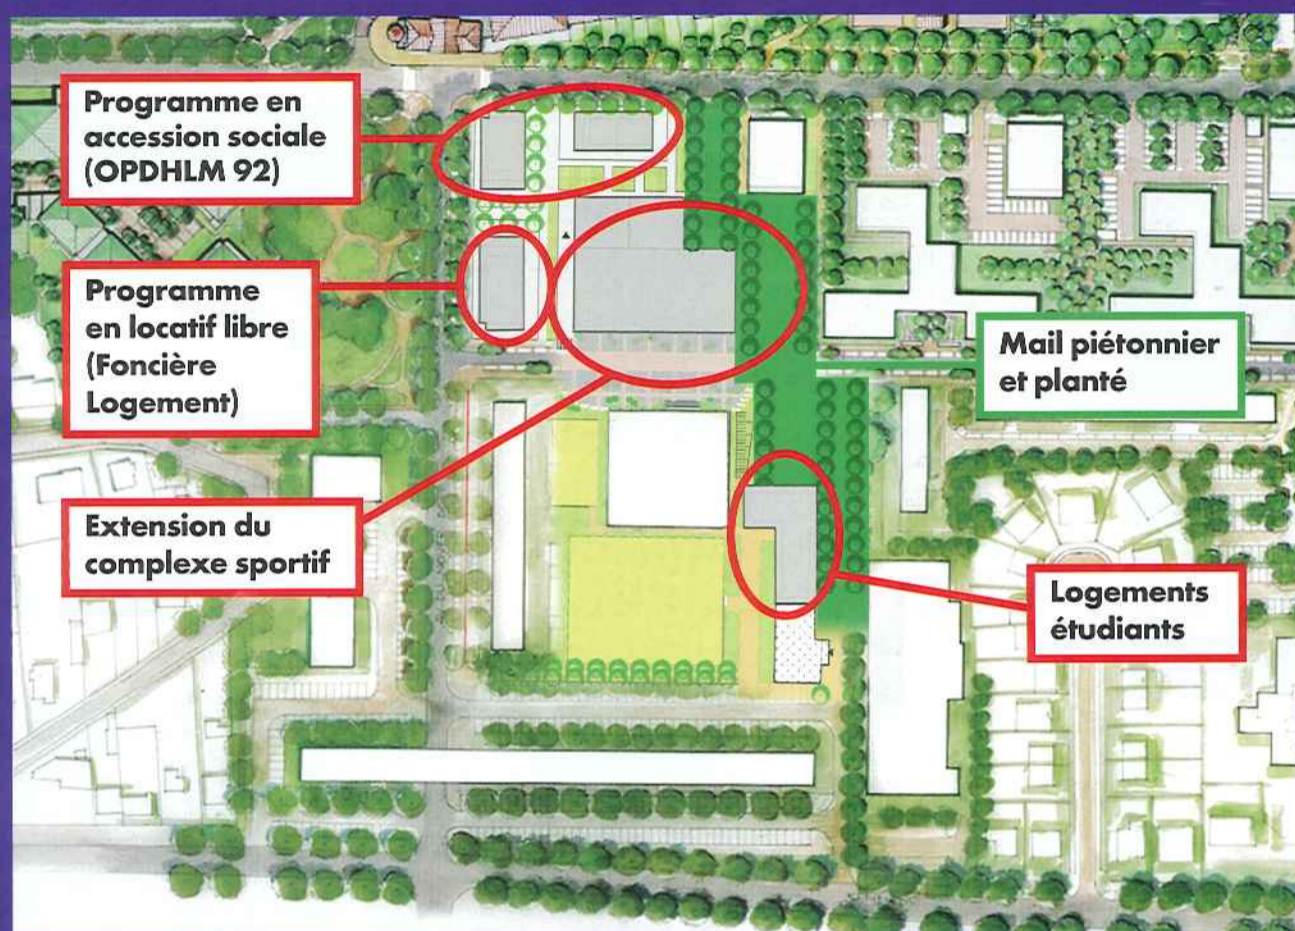 Programme en
accession sociale
(OPDHLM 92)
Programme
en locatif libre
(Foncière
Logement)
Mail piétonnier
et planté
Extension du
complexe sportif
Logements
étudiants